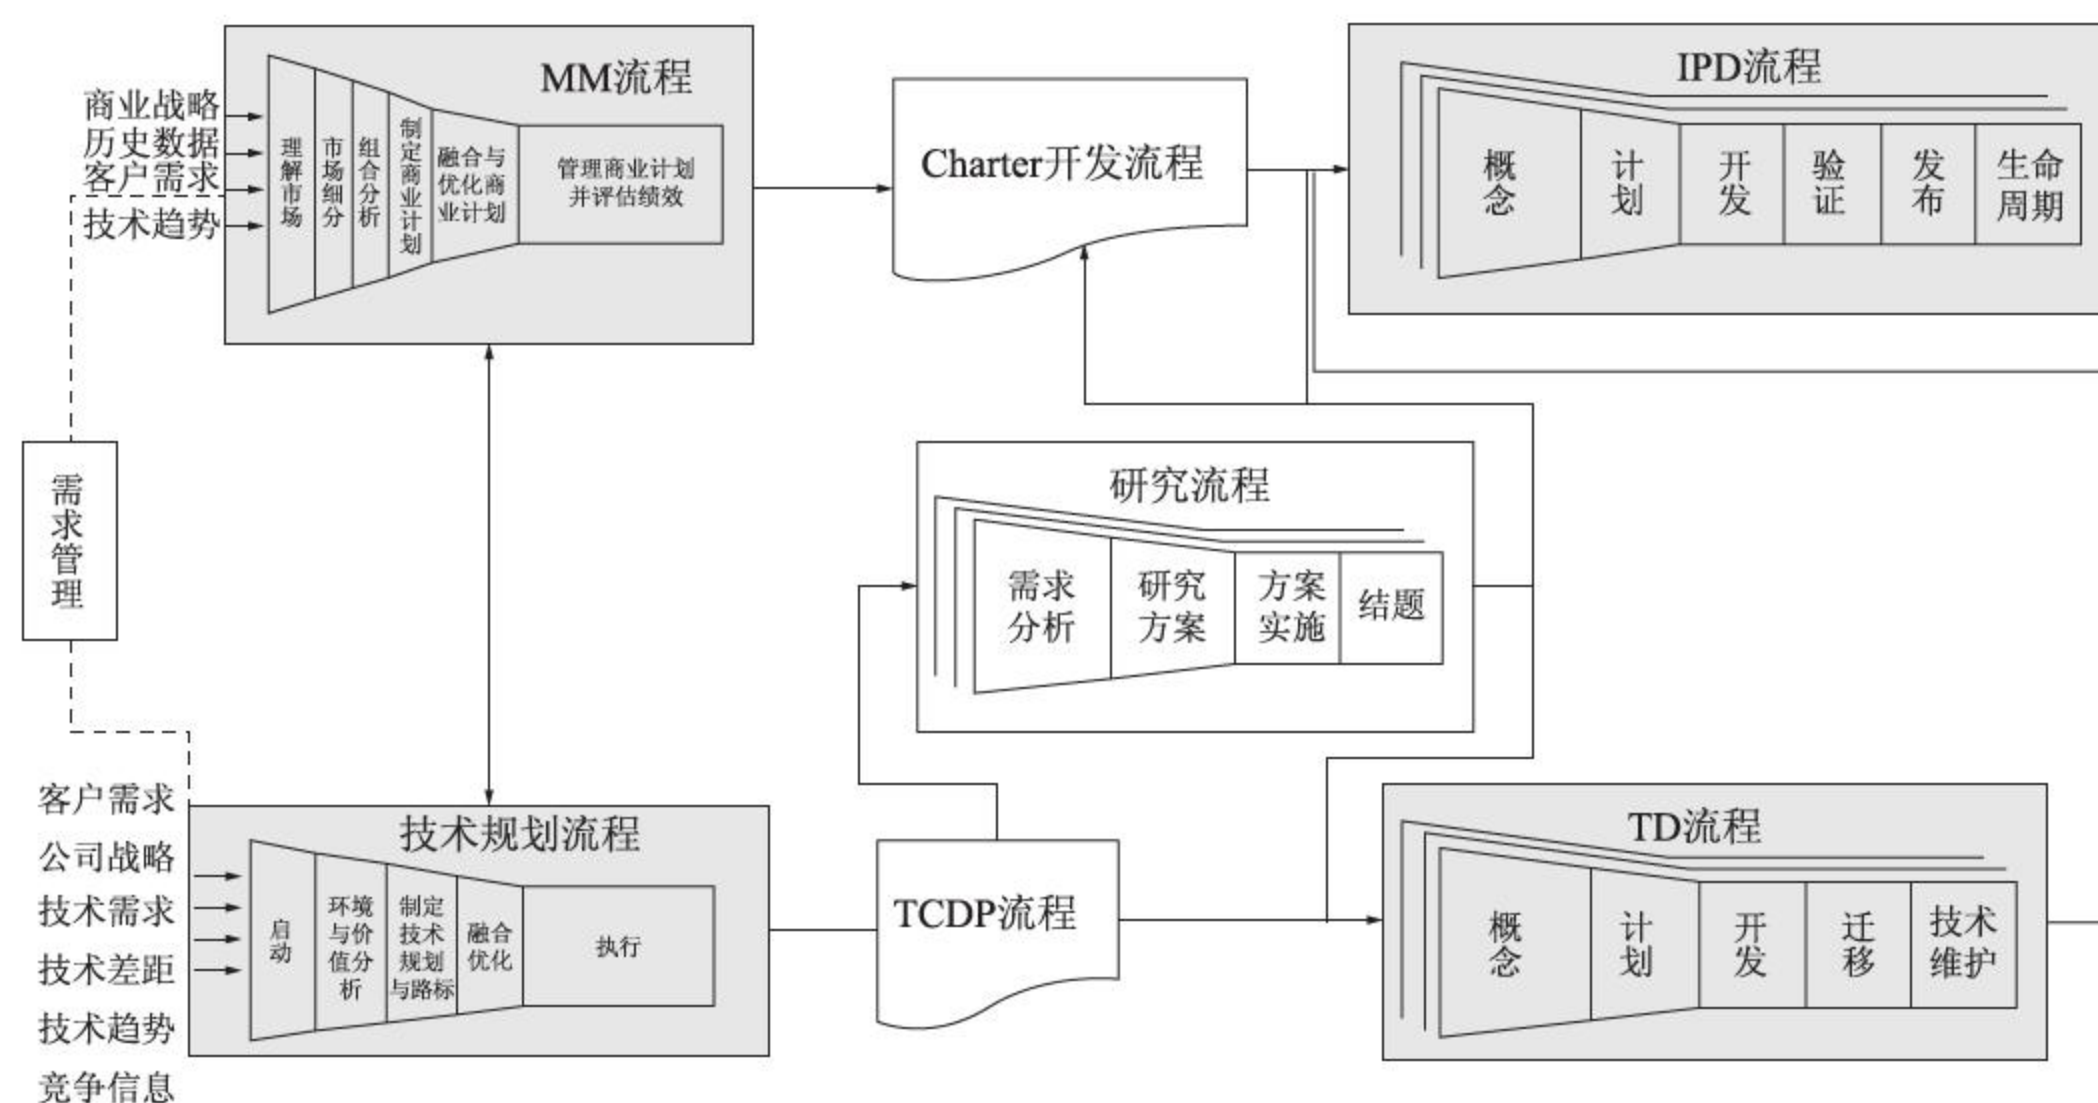 MM流程
商业战略
历史数据
客户需求
技术趋势
理解市场
市场细分
组合分析
制定商业计划
融合与
优化商
业计划
管理商业计划
并评估绩效
Charter开发流程
IPD流程
概念
计划
开发
验证
发布
生命
周期
需求管理
研究流程
需求
分析
研究
方案
方案
实施
结题
客户需求
公司战略
技术需求
技术差距
技术趋势
竞争信息
技术规划流程
启动
环境
与价
值分
析
制定
技术
规划
与路标
融合
优化
执行
TCDP流程
TD流程
概念
计划
开发
迁移
技术
维护